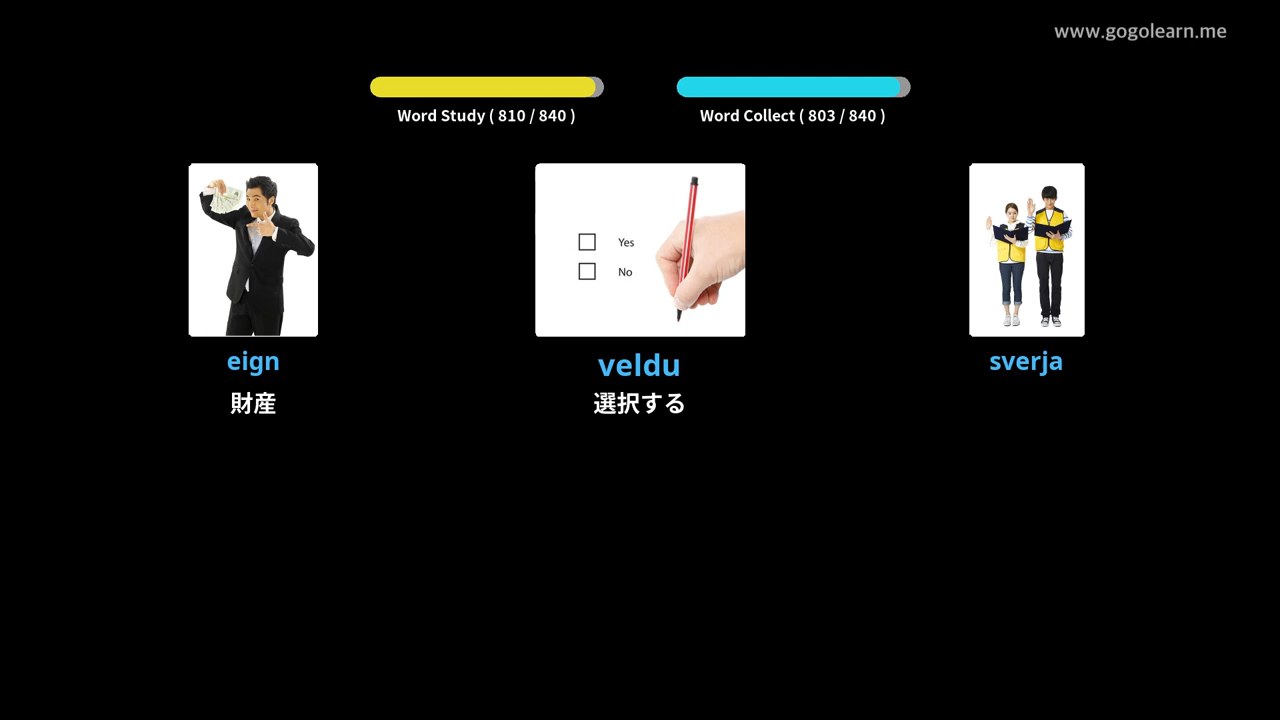 www.gogolearn.me
Word Study ( 810 / 840 )
Word Collect ( 803 / 840 )
Yes
No
eign
veldu
sverja
財産
選択する